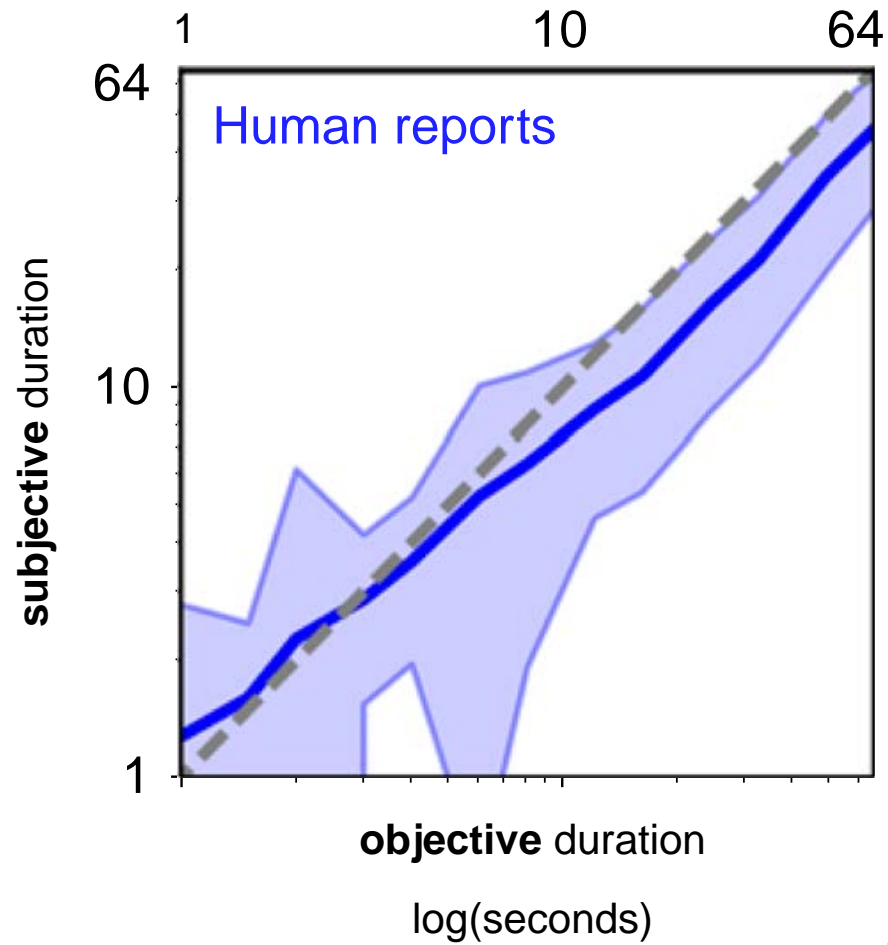 1 10 64
64
Human reports
10
1
subjective duration
objective duration
log(seconds)